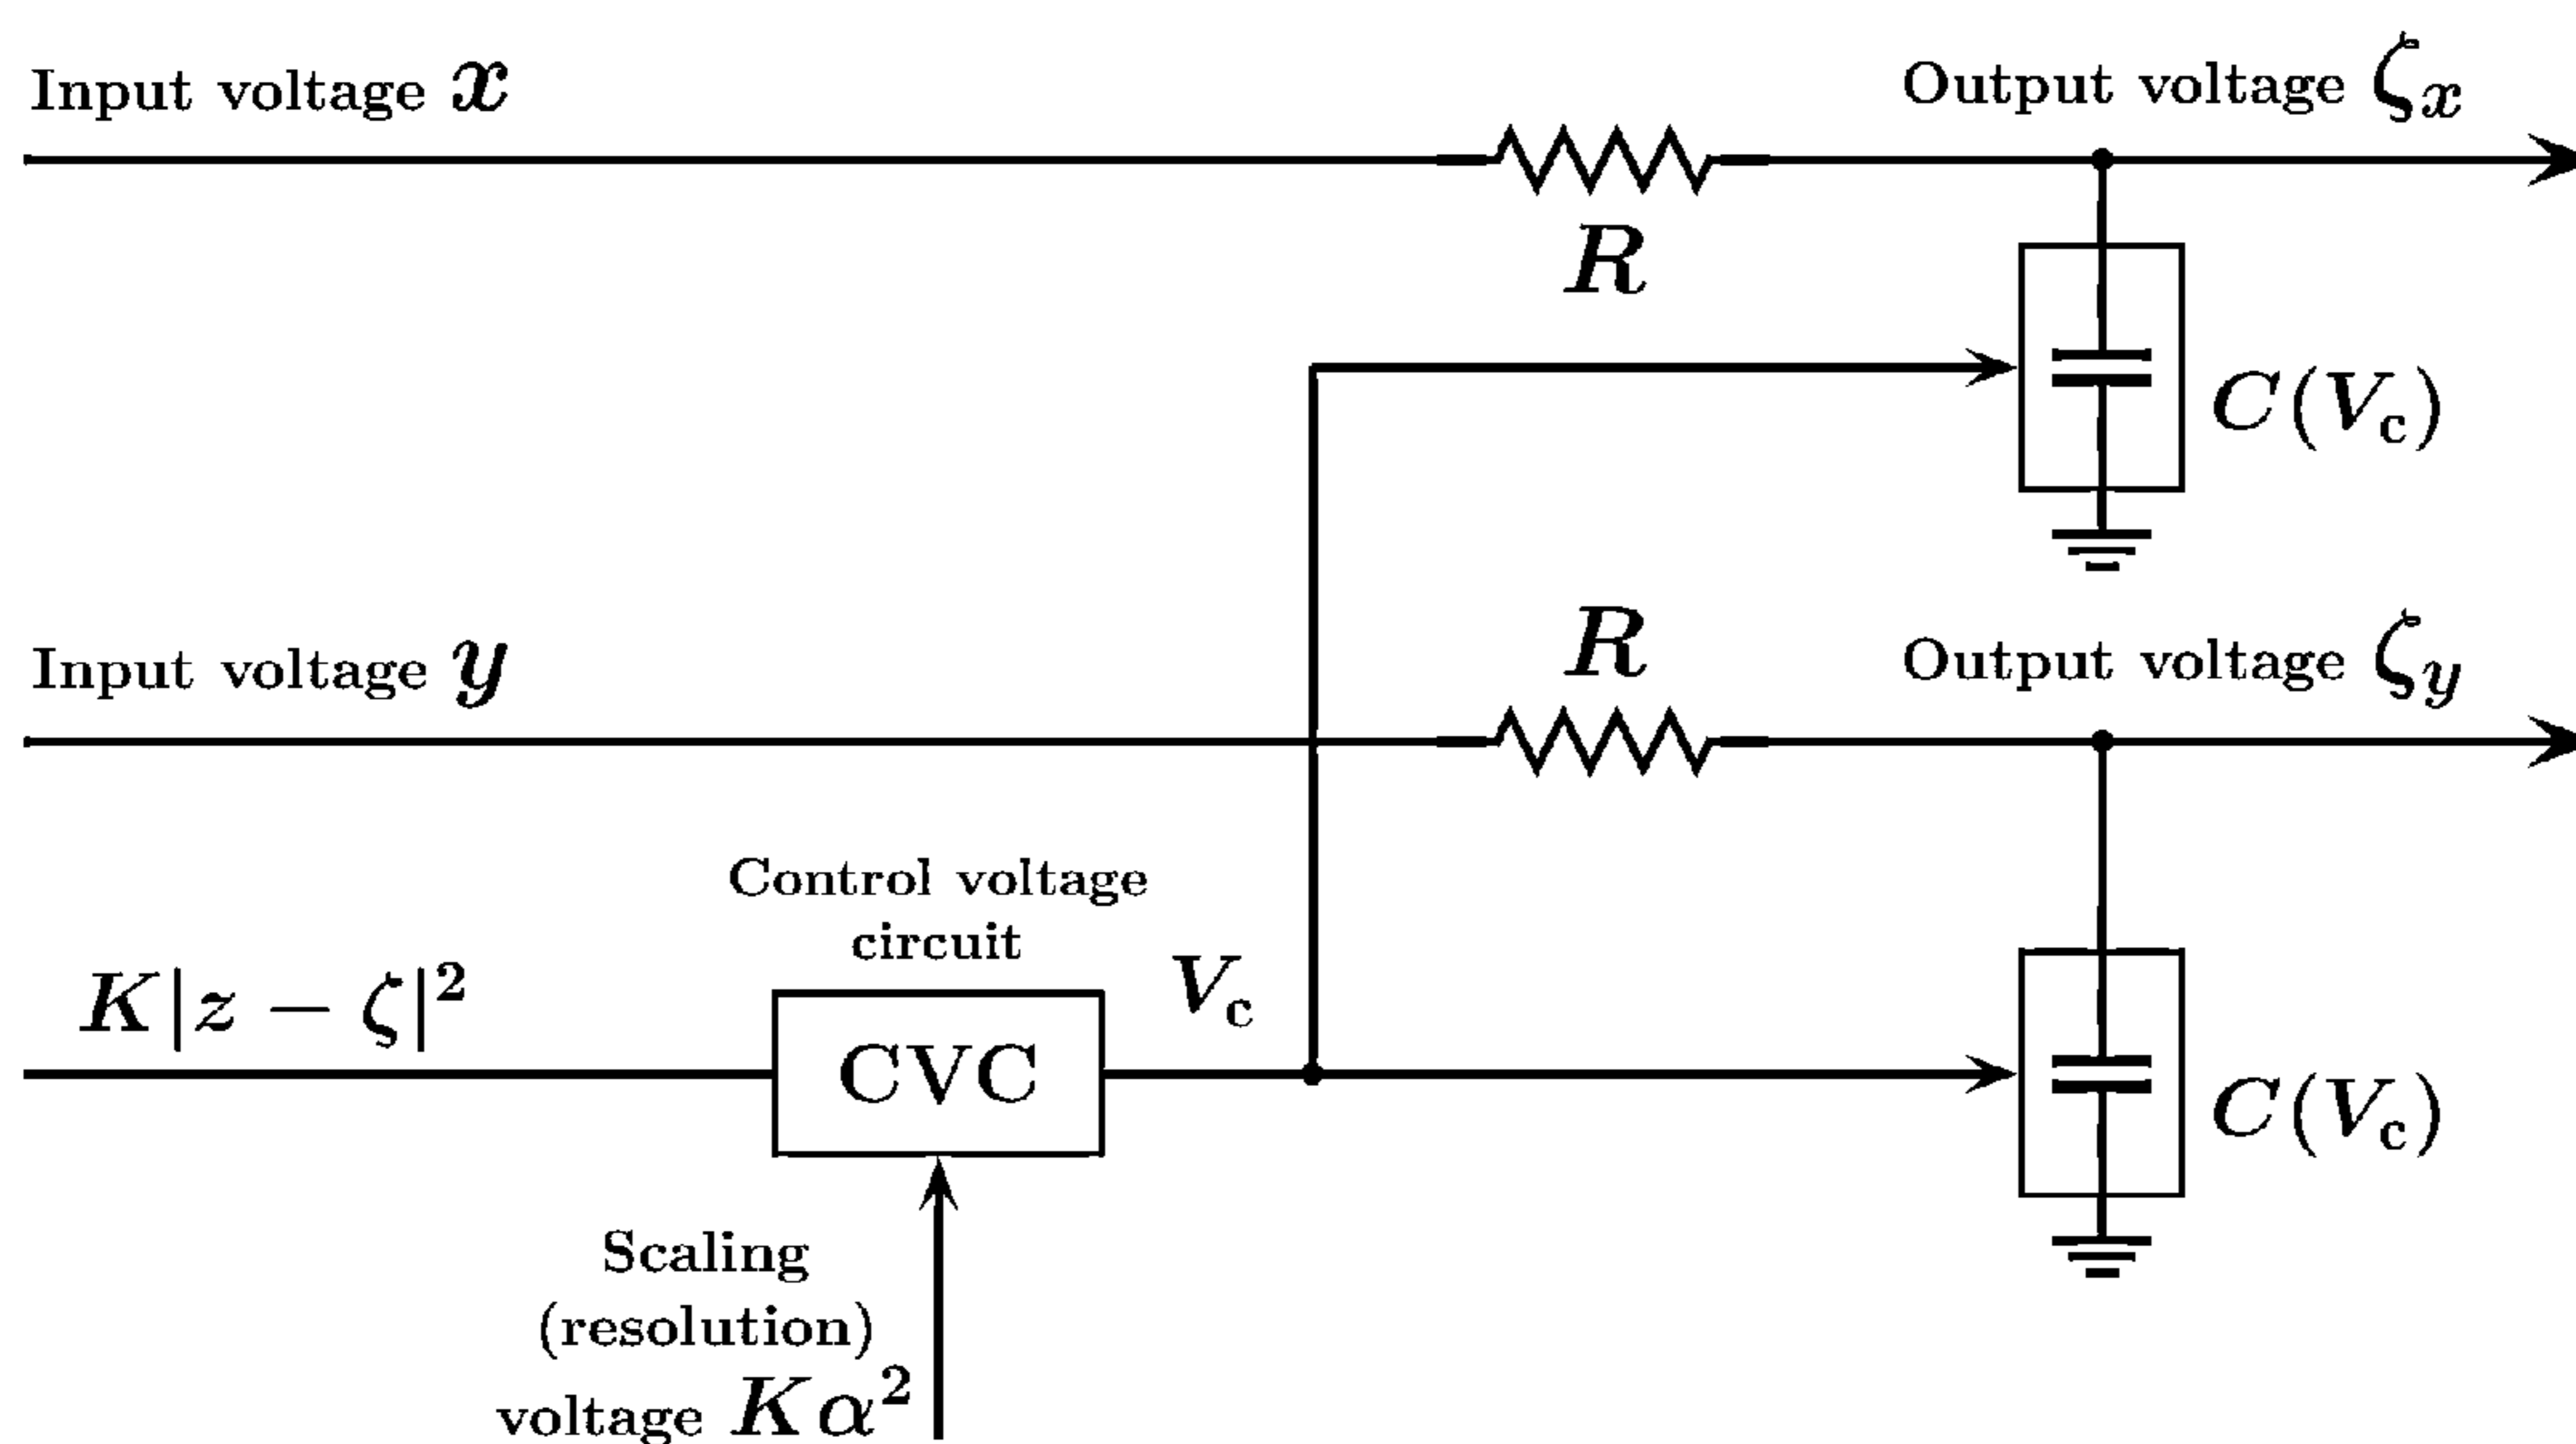 Input voltage x
Output voltage ζx
R
C(Vc)
R
Input voltage y
Output voltage ζy
Control voltage
circuit
K|z − ζ|²
CVC
Vc
C(Vc)
Scaling
(resolution)
voltage Kα²